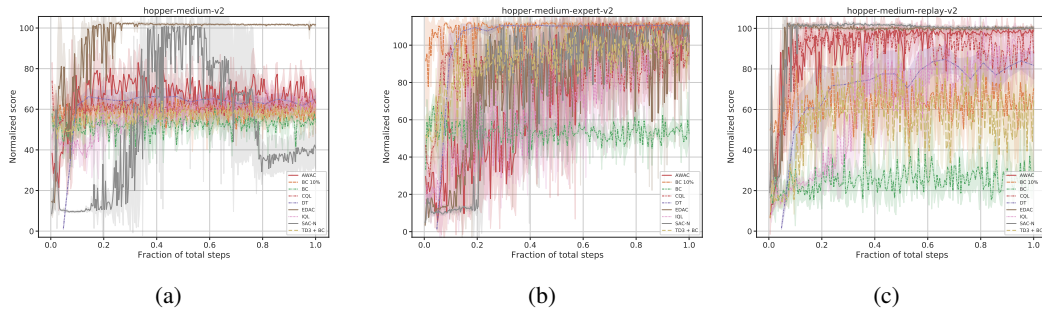 hopper-medium-v2
Normalized score
100
80
60
40
20
0
0.0 0.2 0.4 0.6 0.8 1.0
Fraction of total steps
AWAC
BC 10%
BC
CQL
DT
EDAC
IQL
SAC-N
TD3 + BC
(a)
hopper-medium-expert-v2
Normalized score
100
80
60
40
20
0
0.0 0.2 0.4 0.6 0.8 1.0
Fraction of total steps
AWAC
BC 10%
BC
CQL
DT
EDAC
IQL
SAC-N
TD3 + BC
(b)
hopper-medium-replay-v2
Normalized score
100
80
60
40
20
0
0.0 0.2 0.4 0.6 0.8 1.0
Fraction of total steps
AWAC
BC 10%
BC
CQL
DT
EDAC
IQL
SAC-N
TD3 + BC
(c)